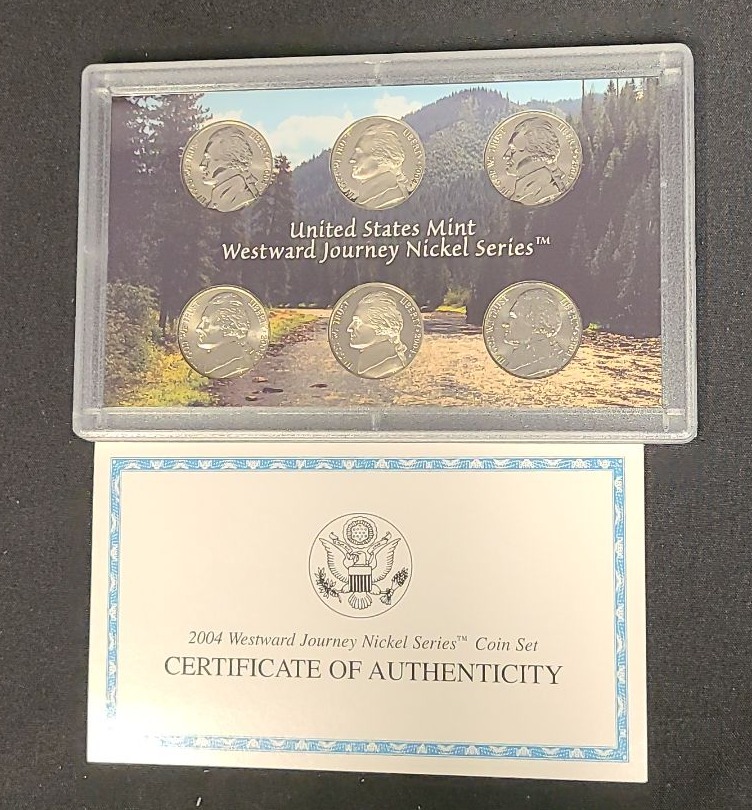 United States Mint
Westward Journey Nickel Series™
2004 Westward Journey Nickel Series™ Coin Set
CERTIFICATE OF AUTHENTICITY